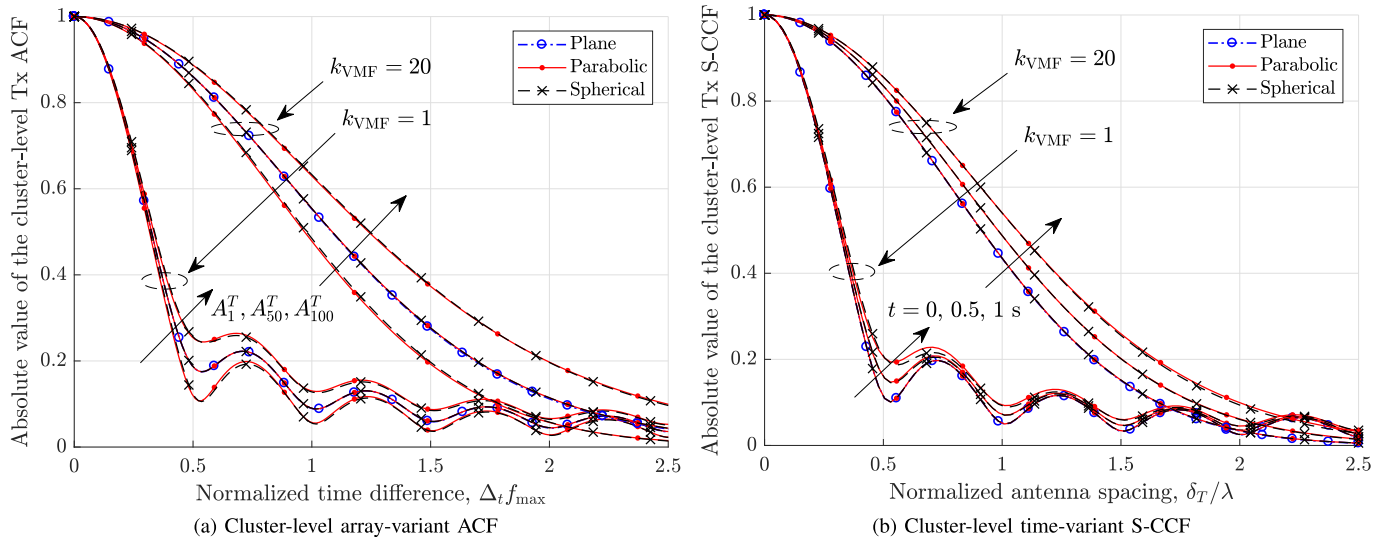 Absolute value of the cluster-level Tx ACF
1
0.8
0.6
0.4
0.2
0
0
0.5
1
1.5
2
2.5
Plane
Parabolic
Spherical
k_VMF = 20
k_VMF = 1
A_1^T, A_50^T, A_100^T
Normalized time difference, Δ_t f_max
(a) Cluster-level array-variant ACF
Absolute value of the cluster-level Tx S-CCF
1
0.8
0.6
0.4
0.2
0
0
0.5
1
1.5
2
2.5
Plane
Parabolic
Spherical
k_VMF = 20
k_VMF = 1
t = 0, 0.5, 1 s
Normalized antenna spacing, δ_T/λ
(b) Cluster-level time-variant S-CCF